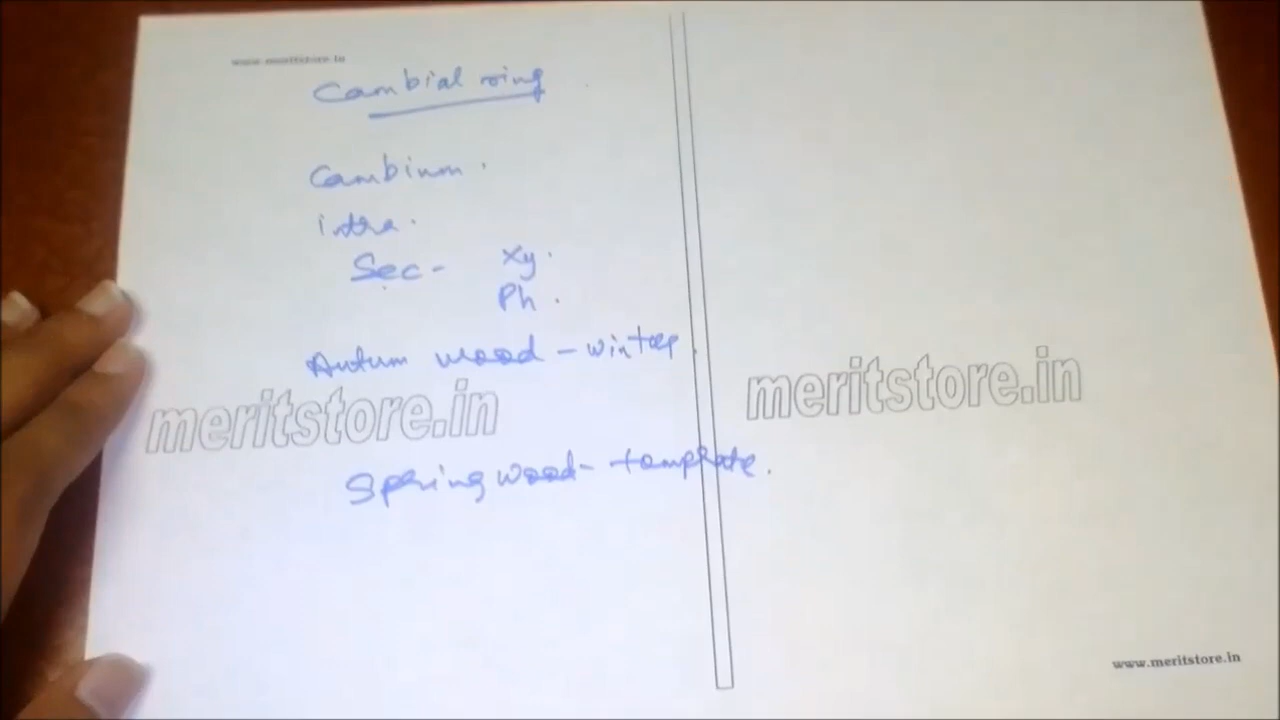 www.meritstore.in
Cambial ring
Cambium.
intra.
Sec- Xy.
Ph.
Autum wood - winter
meritstore.in
meritstore.in
Spring wood - template.
www.meritstore.in